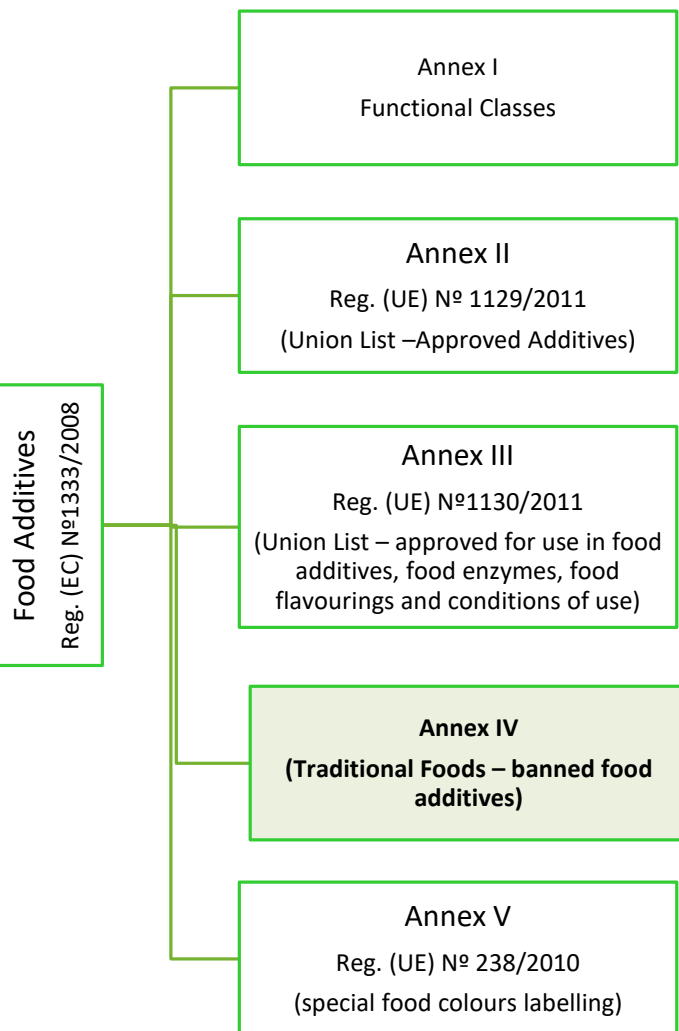 Food Additives
Reg. (EC) Nº1333/2008
Annex I
Functional Classes
Annex II
Reg. (UE) Nº 1129/2011
(Union List –Approved Additives)
Annex III
Reg. (UE) Nº1130/2011
(Union List – approved for use in food
additives, food enzymes, food
flavourings and conditions of use)
Annex IV
(Traditional Foods – banned food
additives)
Annex V
Reg. (UE) Nº 238/2010
(special food colours labelling)